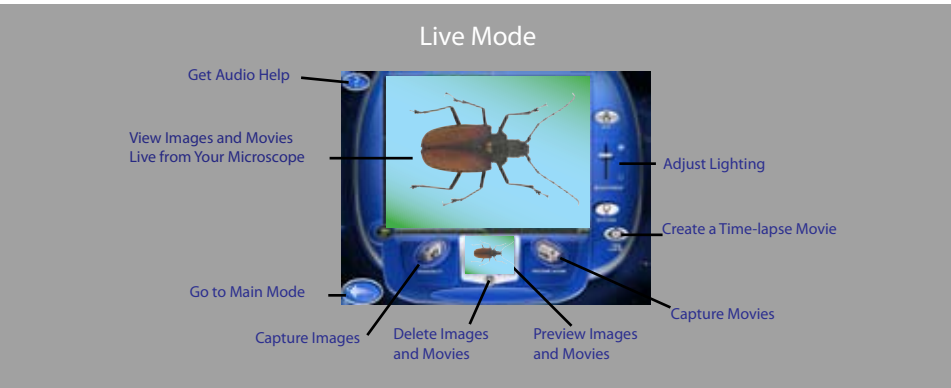 Live Mode
Get Audio Help
View Images and Movies
Live from Your Microscope
Adjust Lighting
Create a Time-lapse Movie
Go to Main Mode
Capture Movies
Capture Images
Delete Images
and Movies
Preview Images
and Movies